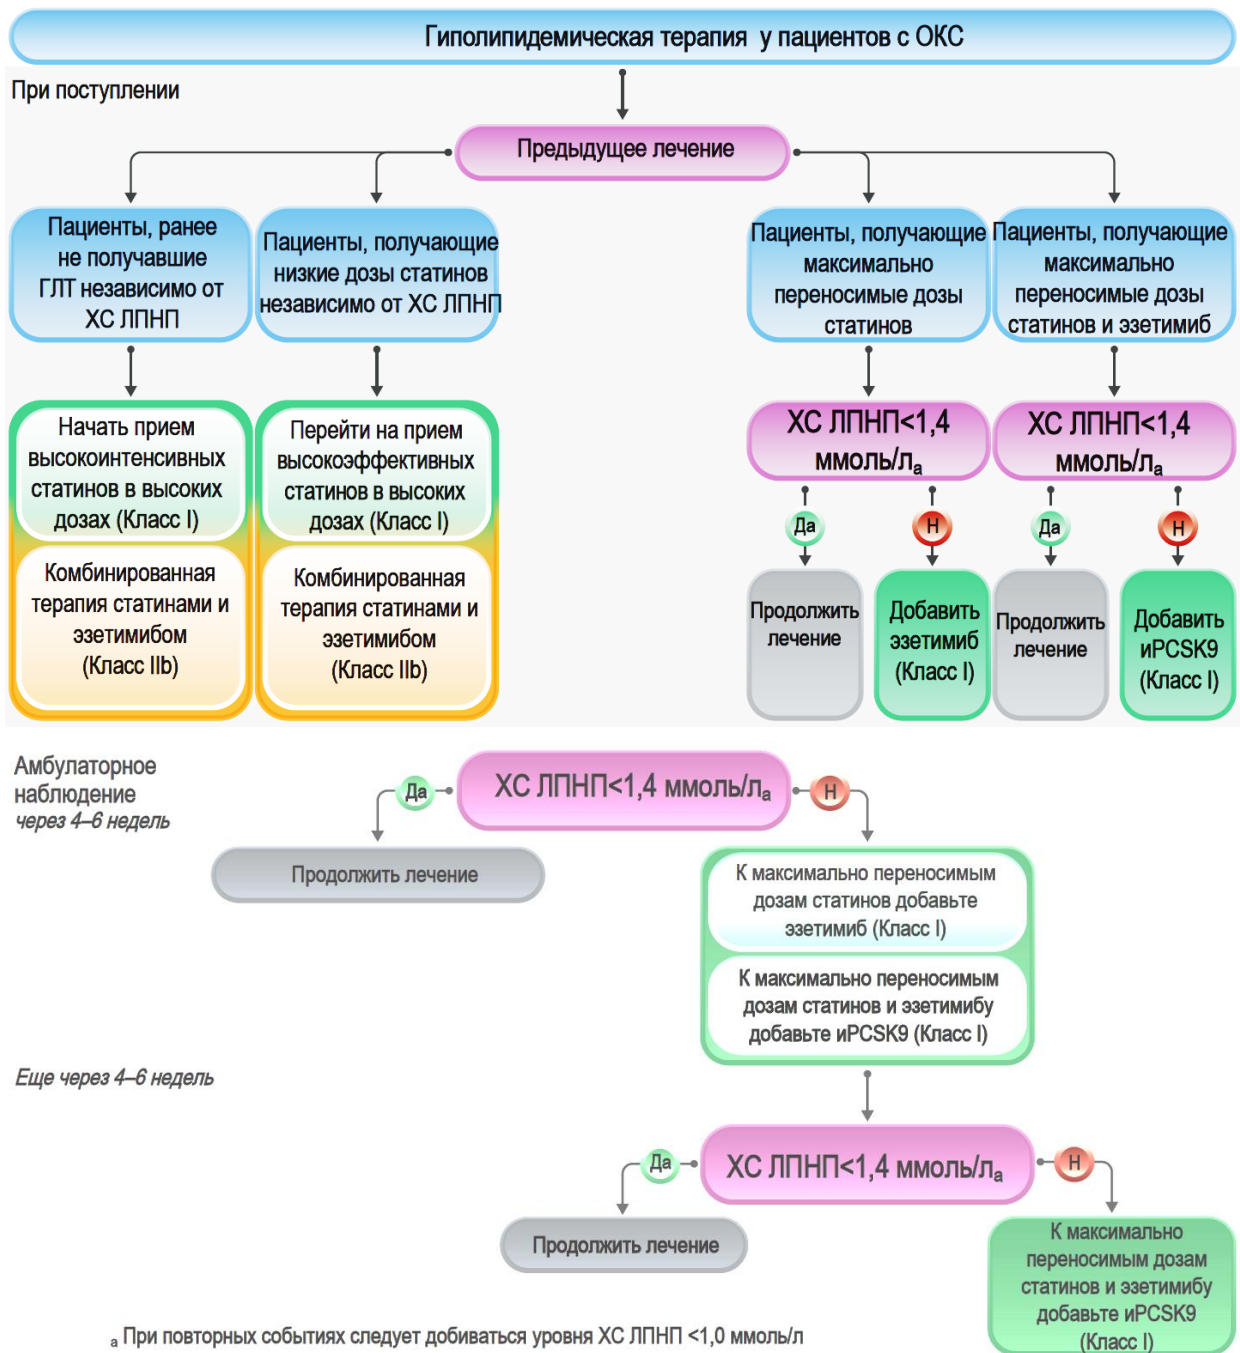 Гиполипидемическая терапия у пациентов с ОКС
При поступлении
Предыдущее лечение
Пациенты, ранее
не получавшие
ГЛТ независимо от
ХС ЛПНП
Пациенты, получающие
низкие дозы статинов
независимо от ХС ЛПНП
Пациенты, получающие
максимально
переносимые дозы
статинов
Пациенты, получающие
максимально
переносимые дозы
статинов и эзетимиб
Начать прием
высокоинтенсивных
статинов в высоких
дозах (Класс I)
Комбинированная
терапия статинами и
эзетимибом
(Класс IIb)
Перейти на прием
высокоэффективных
статинов в высоких
дозах (Класс I)
Комбинированная
терапия статинами и
эзетимибом
(Класс IIb)
ХС ЛПНП<1,4
ммоль/лa
Да
Н
Продолжить
лечение
Добавить
эзетимиб
(Класс I)
ХС ЛПНП<1,4
ммоль/лa
Да
Н
Продолжить
лечение
Добавить
иPCSK9
(Класс I)
Амбулаторное
наблюдение
через 4–6 недель
ХС ЛПНП<1,4 ммоль/лa
Да
Н
Продолжить лечение
К максимально переносимым
дозам статинов добавьте
эзетимиб (Класс I)
К максимально переносимым
дозам статинов и эзетимибу
добавьте иPCSK9 (Класс I)
Еще через 4–6 недель
ХС ЛПНП<1,4 ммоль/лa
Да
Н
Продолжить лечение
К максимально
переносимым дозам
статинов и эзетимибу
добавьте иPCSK9
(Класс I)
a При повторных событиях следует добиваться уровня ХС ЛПНП <1,0 ммоль/л